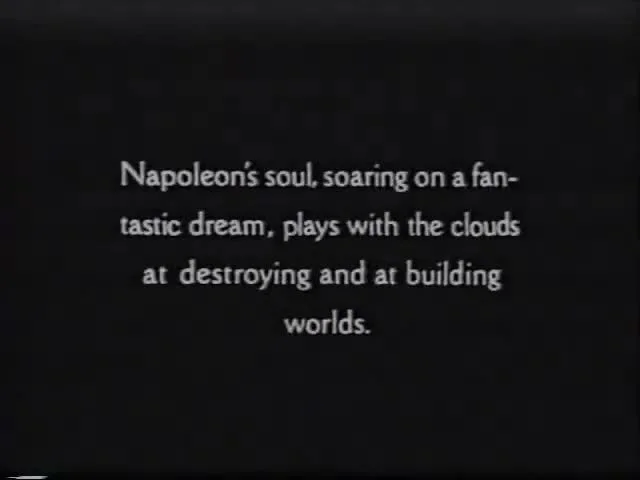 Napoleon's soul, soaring on a fan-
tastic dream, plays with the clouds
at destroying and at building
worlds.